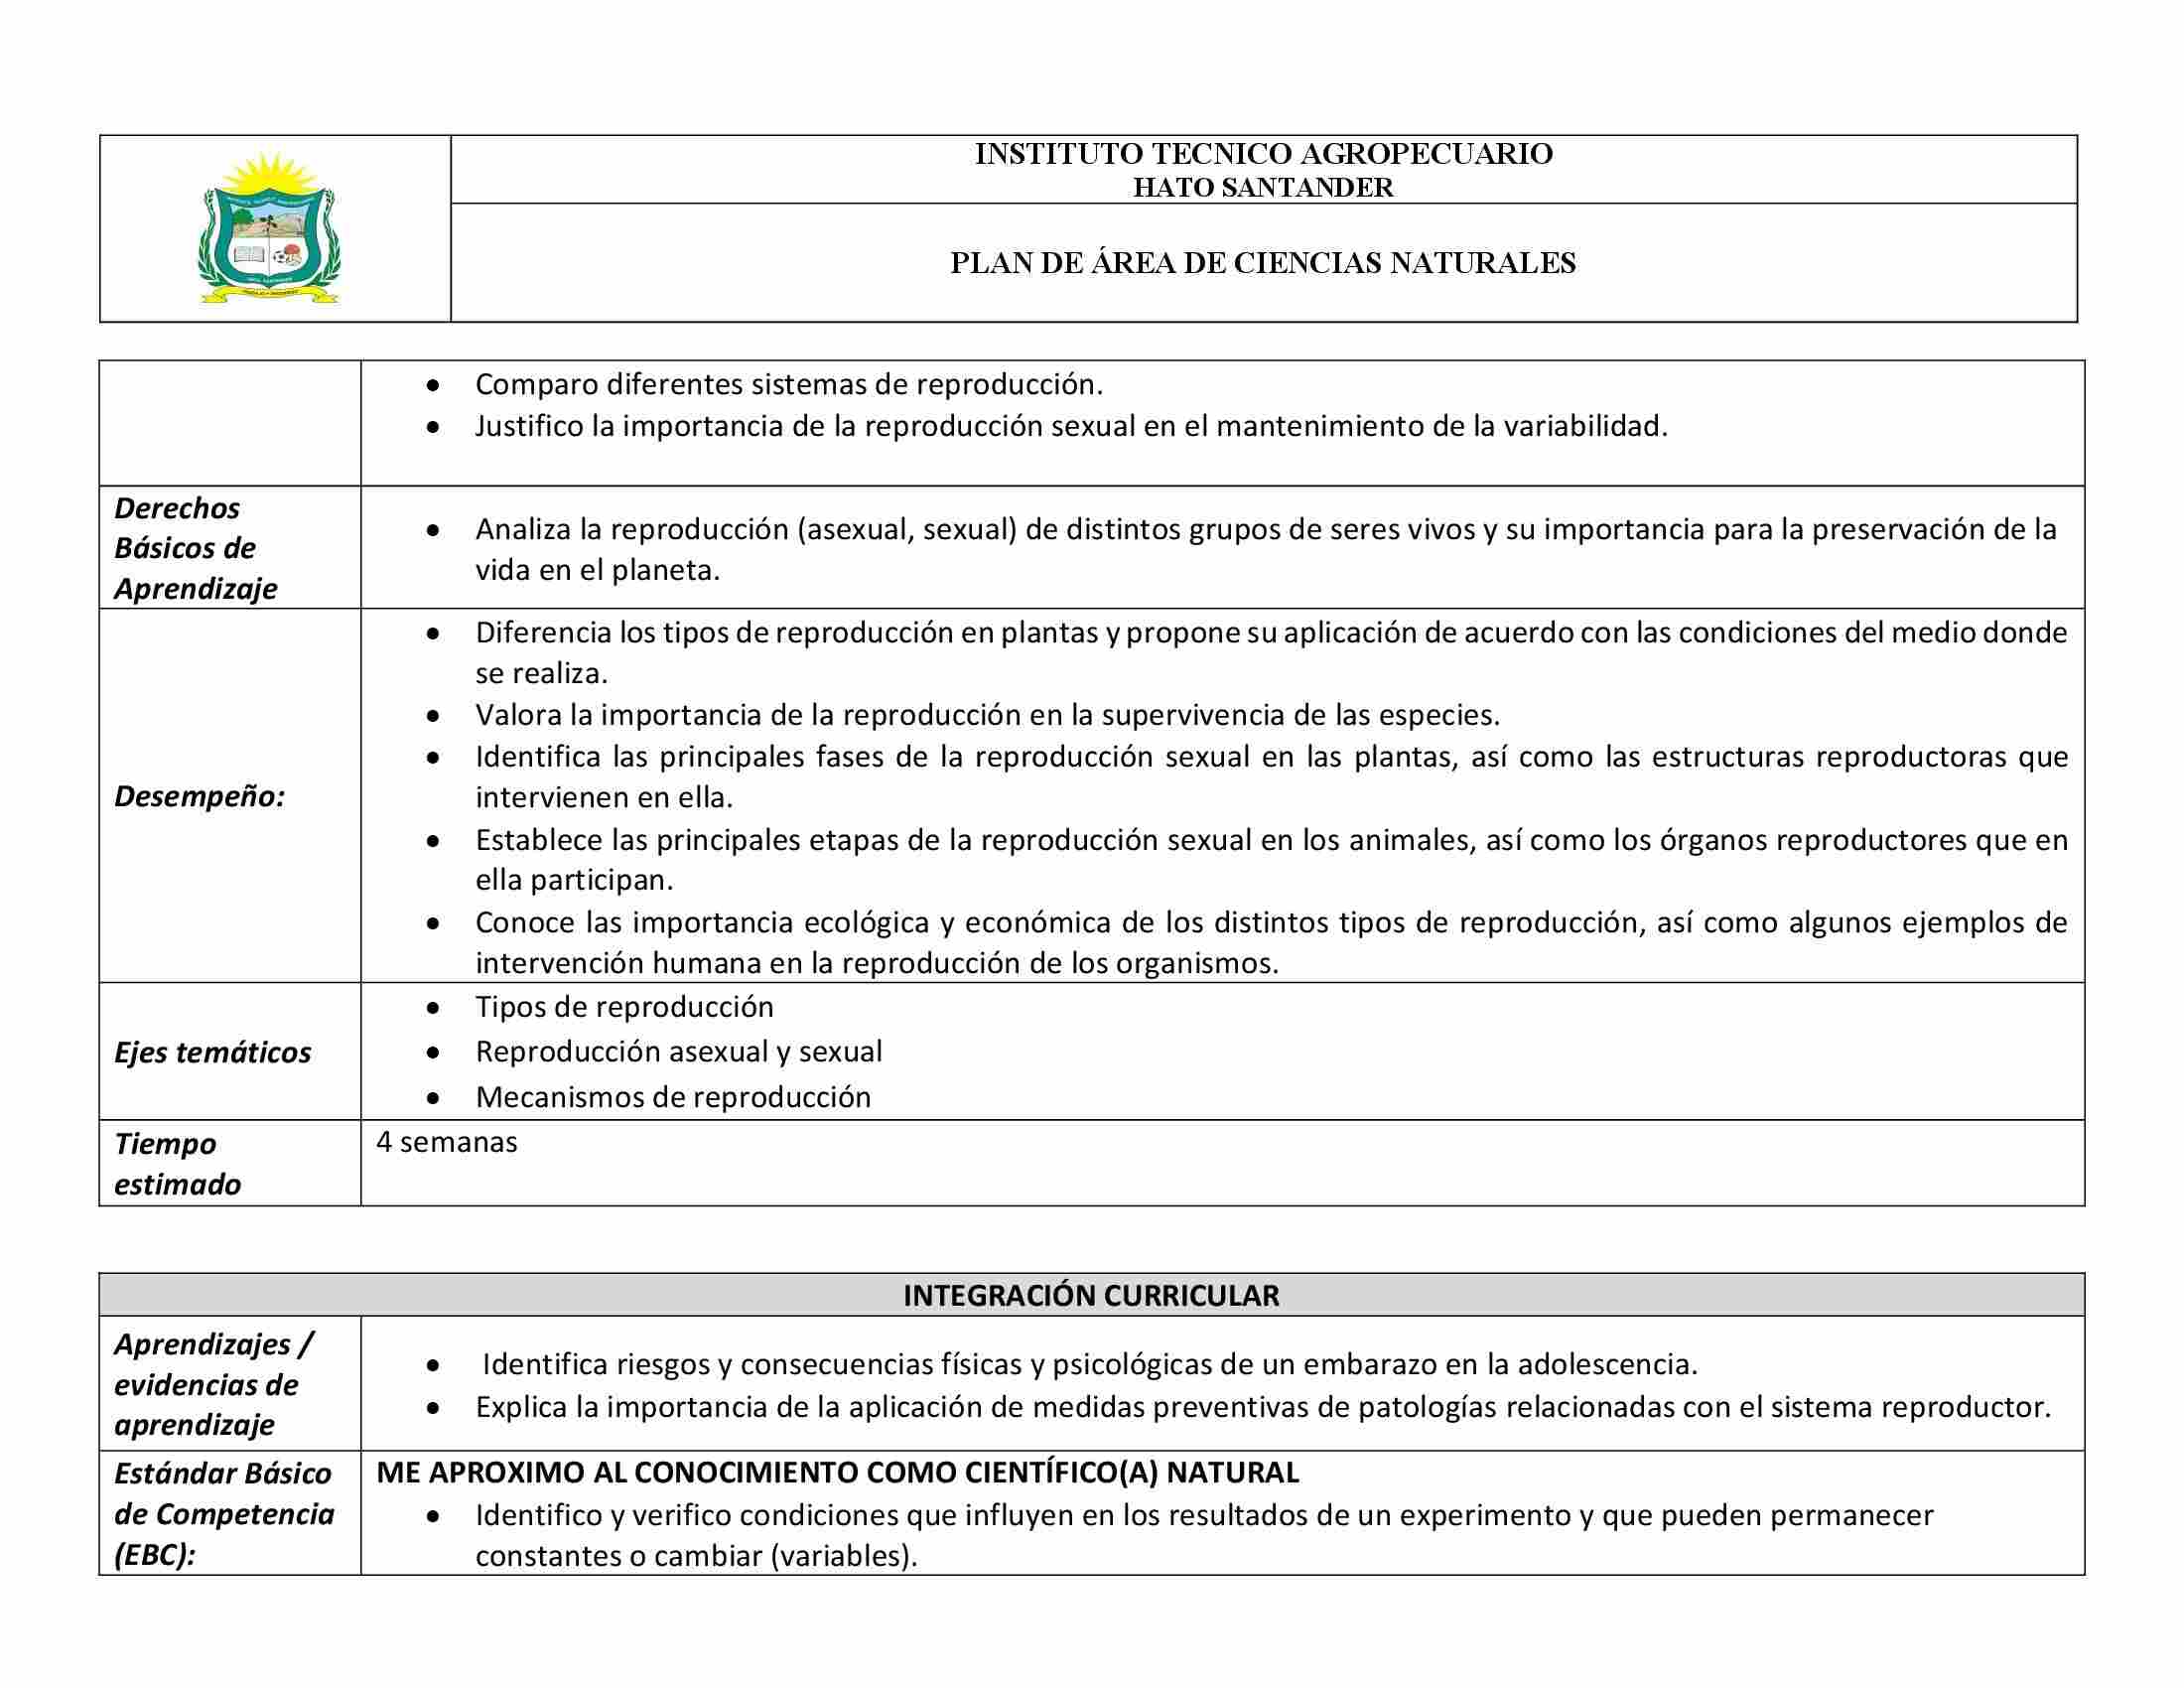 INSTITUTO TECNICO AGROPECUARIO
HATO SANTANDER
PLAN DE ÁREA DE CIENCIAS NATURALES
• Comparo diferentes sistemas de reproducción.
• Justifico la importancia de la reproducción sexual en el mantenimiento de la variabilidad.
Derechos
Básicos de
Aprendizaje
• Analiza la reproducción (asexual, sexual) de distintos grupos de seres vivos y su importancia para la preservación de la
vida en el planeta.
Desempeño:
• Diferencia los tipos de reproducción en plantas y propone su aplicación de acuerdo con las condiciones del medio donde
se realiza.
• Valora la importancia de la reproducción en la supervivencia de las especies.
• Identifica las principales fases de la reproducción sexual en las plantas, así como las estructuras reproductoras que
intervienen en ella.
• Establece las principales etapas de la reproducción sexual en los animales, así como los órganos reproductores que en
ella participan.
• Conoce las importancia ecológica y económica de los distintos tipos de reproducción, así como algunos ejemplos de
intervención humana en la reproducción de los organismos.
Ejes temáticos
• Tipos de reproducción
• Reproducción asexual y sexual
• Mecanismos de reproducción
Tiempo
estimado
4 semanas
INTEGRACIÓN CURRICULAR
Aprendizajes /
evidencias de
aprendizaje
• Identifica riesgos y consecuencias físicas y psicológicas de un embarazo en la adolescencia.
• Explica la importancia de la aplicación de medidas preventivas de patologías relacionadas con el sistema reproductor.
Estándar Básico
de Competencia
(EBC):
ME APROXIMO AL CONOCIMIENTO COMO CIENTÍFICO(A) NATURAL
• Identifico y verifico condiciones que influyen en los resultados de un experimento y que pueden permanecer
constantes o cambiar (variables).